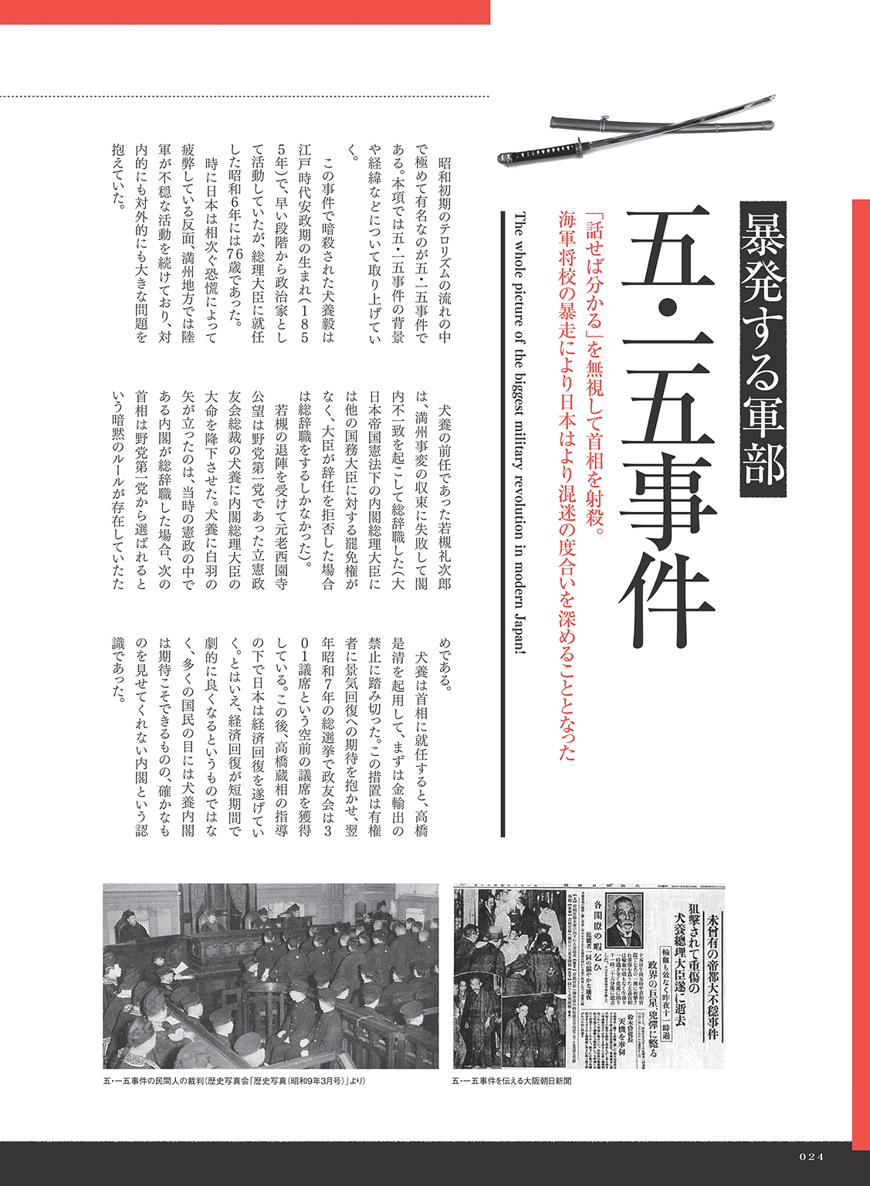 暴発する軍部
五・一五事件
「話せば分かる」を無視して首相を射殺。
海軍将校の暴走により日本はより混迷の度合いを深めることとなった
The whole picture of the biggest military revolution in modern Japan!
昭和初期のテロリズムの流れの中
で極めて有名なのが五・一五事件で
ある。本項では五・一五事件の背景
や経緯などについて取り上げてい
く。
この事件で暗殺された犬養毅は
江戸時代安政期の生まれ(185
5年)で、早い段階から政治家とし
て活動していたが、総理大臣に就任
した昭和6年には76歳であった。
時に日本は相次ぐ恐慌によって
疲弊している反面、満州地方では陸
軍が不穏な活動を続けており、対
内的にも対外的にも大きな問題を
抱えていた。
犬養の前任であった若槻礼次郎
は、満州事変の収束に失敗して閣
内不一致を起こして総辞職した(大
日本帝国憲法下の内閣総理大臣に
は他の国務大臣に対する罷免権が
なく、大臣が辞任を拒否した場合
は総辞職をするしかなかった)。
若槻の退陣を受けて元老西園寺
公望は野党第一党であった立憲政
友会総裁の犬養に内閣総理大臣の
大命を降下させた。犬養に白羽の
矢が立ったのは、当時の憲政の中で
ある内閣が総辞職した場合、次の
首相は野党第一党から選ばれると
いう暗黙のルールが存在していたた
めである。
犬養は首相に就任すると、高橋
是清を起用して、まずは金輸出の
禁止に踏み切った。この措置は有権
者に景気回復への期待を抱かせ、翌
年昭和7年の総選挙で政友会は3
01議席という空前の議席を獲得
している。この後、高橋蔵相の指導
の下で日本は経済回復を遂げてい
く。とはいえ、経済回復が短期間で
劇的に良くなるというものではな
く、多くの国民の目には犬養内閣
は期待こそできるものの、確かなも
のを見せてくれない内閣という認
識であった。
未曾有の帝都大不穏事件
狙撃されて重傷の
犬養總理大臣遂に逝去
輸血も效なく昨夜十一時過
政界の巨星、兇彈に斃る
各閣僚の暇乞ひ
五・一五事件の民間人の裁判(歴史写真会「歴史写真(昭和9年3月号)」より)
五・一五事件を伝える大阪朝日新聞
024